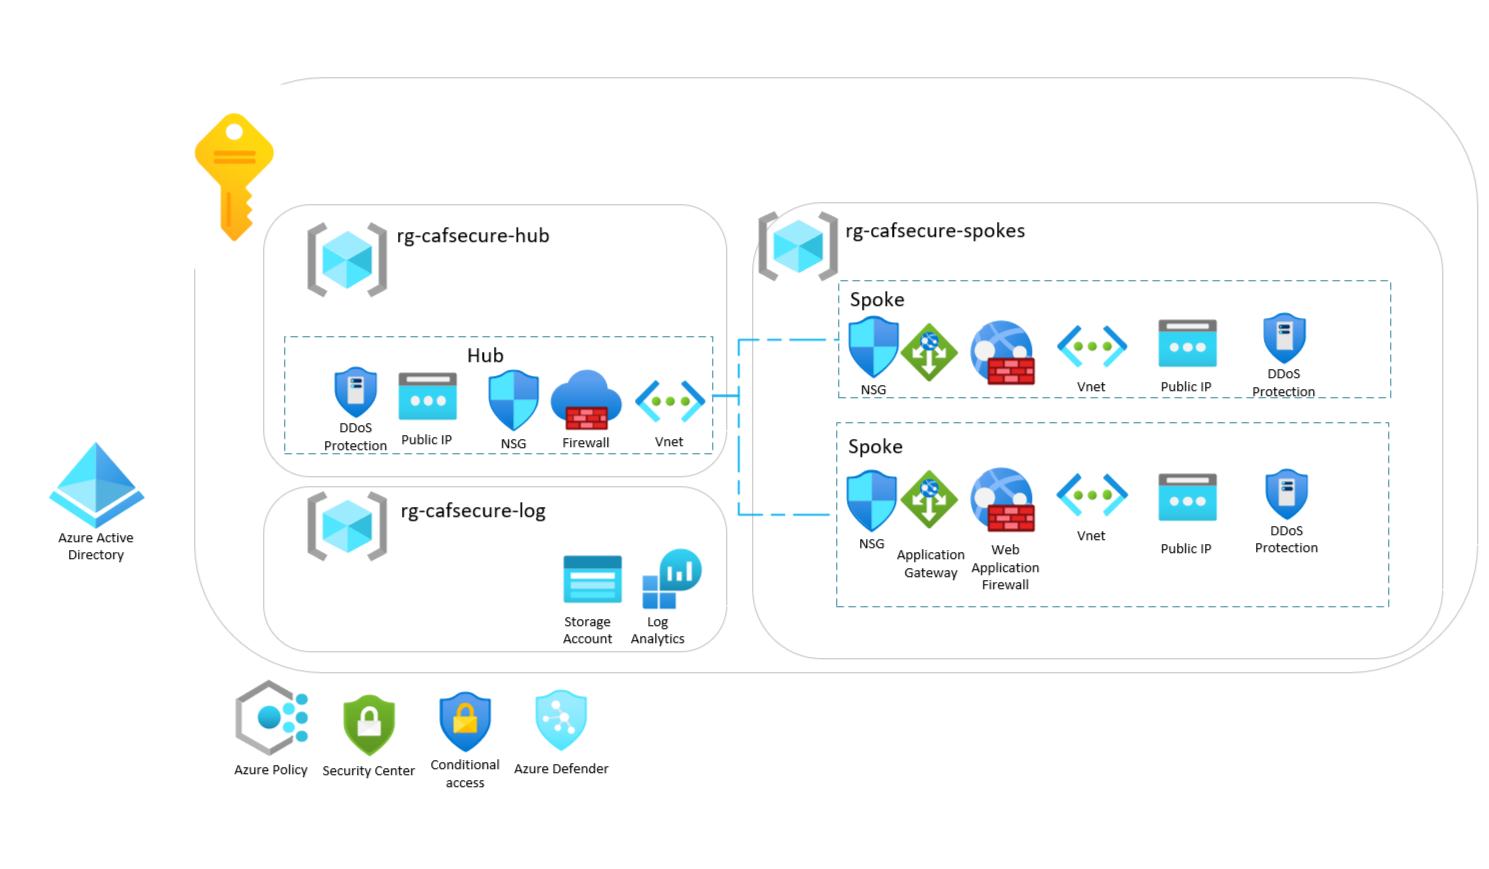 rg-cafsecure-hub
Hub
DDoS
Protection
Public IP
NSG
Firewall
Vnet
rg-cafsecure-log
Storage
Account
Log
Analytics
rg-cafsecure-spokes
Spoke
NSG
Vnet
Public IP
DDoS
Protection
Spoke
NSG
Application
Gateway
Web
Application
Firewall
Vnet
Public IP
DDoS
Protection
Azure Active
Directory
Azure Policy
Security Center
Conditional
access
Azure Defender